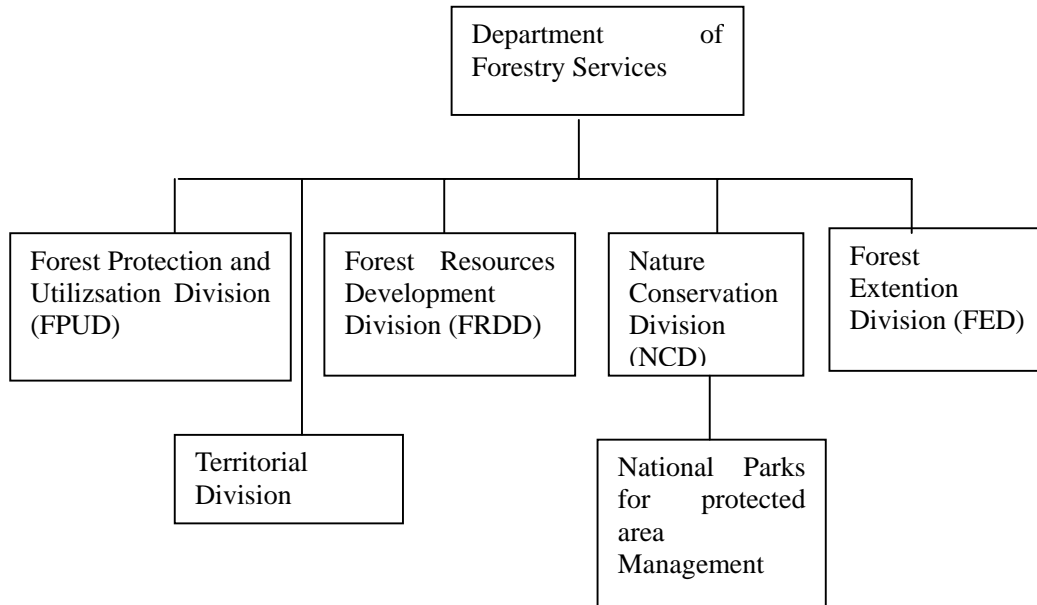 Department of
Forestry Services
Forest Protection and
Utilizsation Division
(FPUD)
Forest Resources
Development
Division (FRDD)
Nature
Conservation
Division
(NCD)
Forest
Extention
Division (FED)
Territorial
Division
National Parks
for protected
area
Management